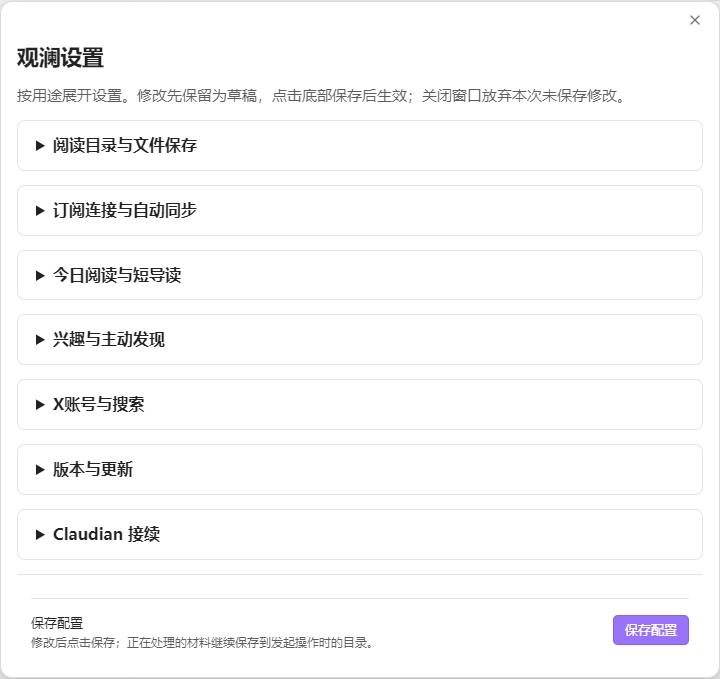 观澜设置
按用途展开设置。修改先保留为草稿，点击底部保存后生效；关闭窗口放弃本次未保存修改。
阅读目录与文件保存
订阅连接与自动同步
今日阅读与短导读
兴趣与主动发现
X账号与搜索
版本与更新
Claudian 接续
保存配置
修改后点击保存；正在处理的材料继续保存到发起操作时的目录。
保存配置